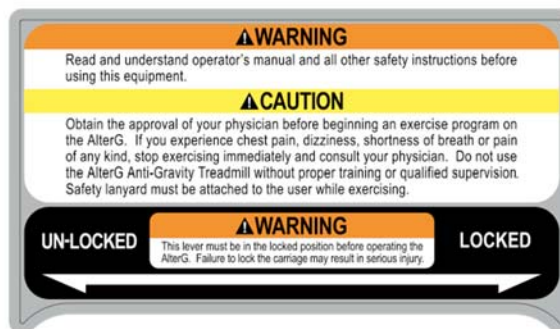 WARNING
Read and understand operator's manual and all other safety instructions before
using this equipment.
CAUTION
Obtain the approval of your physician before beginning an exercise program on
the AlterG. If you experience chest pain, dizziness, shortness of breath or pain
of any kind, stop exercising immediately and consult your physician. Do not use
the AlterG Anti-Gravity Treadmill without proper training or qualified supervision.
Safety lanyard must be attached to the user while exercising.
UN-LOCKED
WARNING
This lever must be in the locked position before operating the
AlterG. Failure to lock the carriage may result in serious injury.
LOCKED